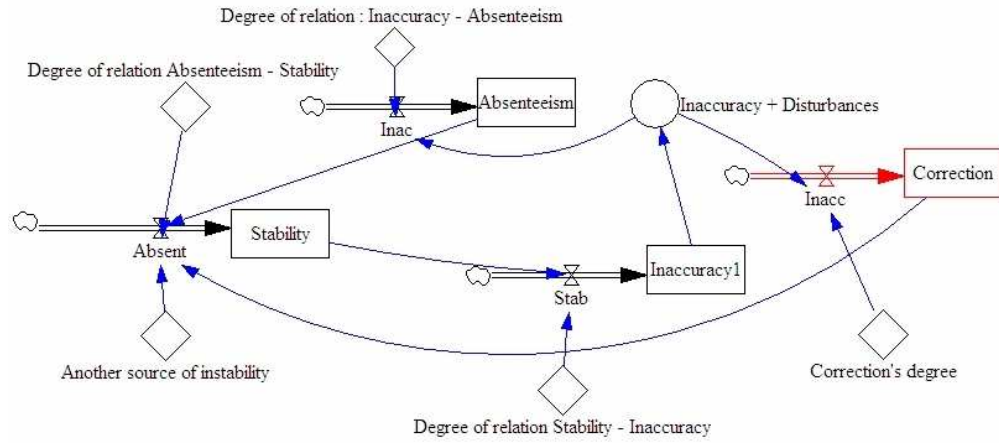 Degree of relation : Inaccuracy - Absenteeism
Degree of relation Absenteeism - Stability
Absenteeism
Inaccuracy + Disturbances
Inac
Correction
Inacc
Stability
Absent
Inaccuracy1
Stab
Another source of instability
Correction's degree
Degree of relation Stability - Inaccuracy